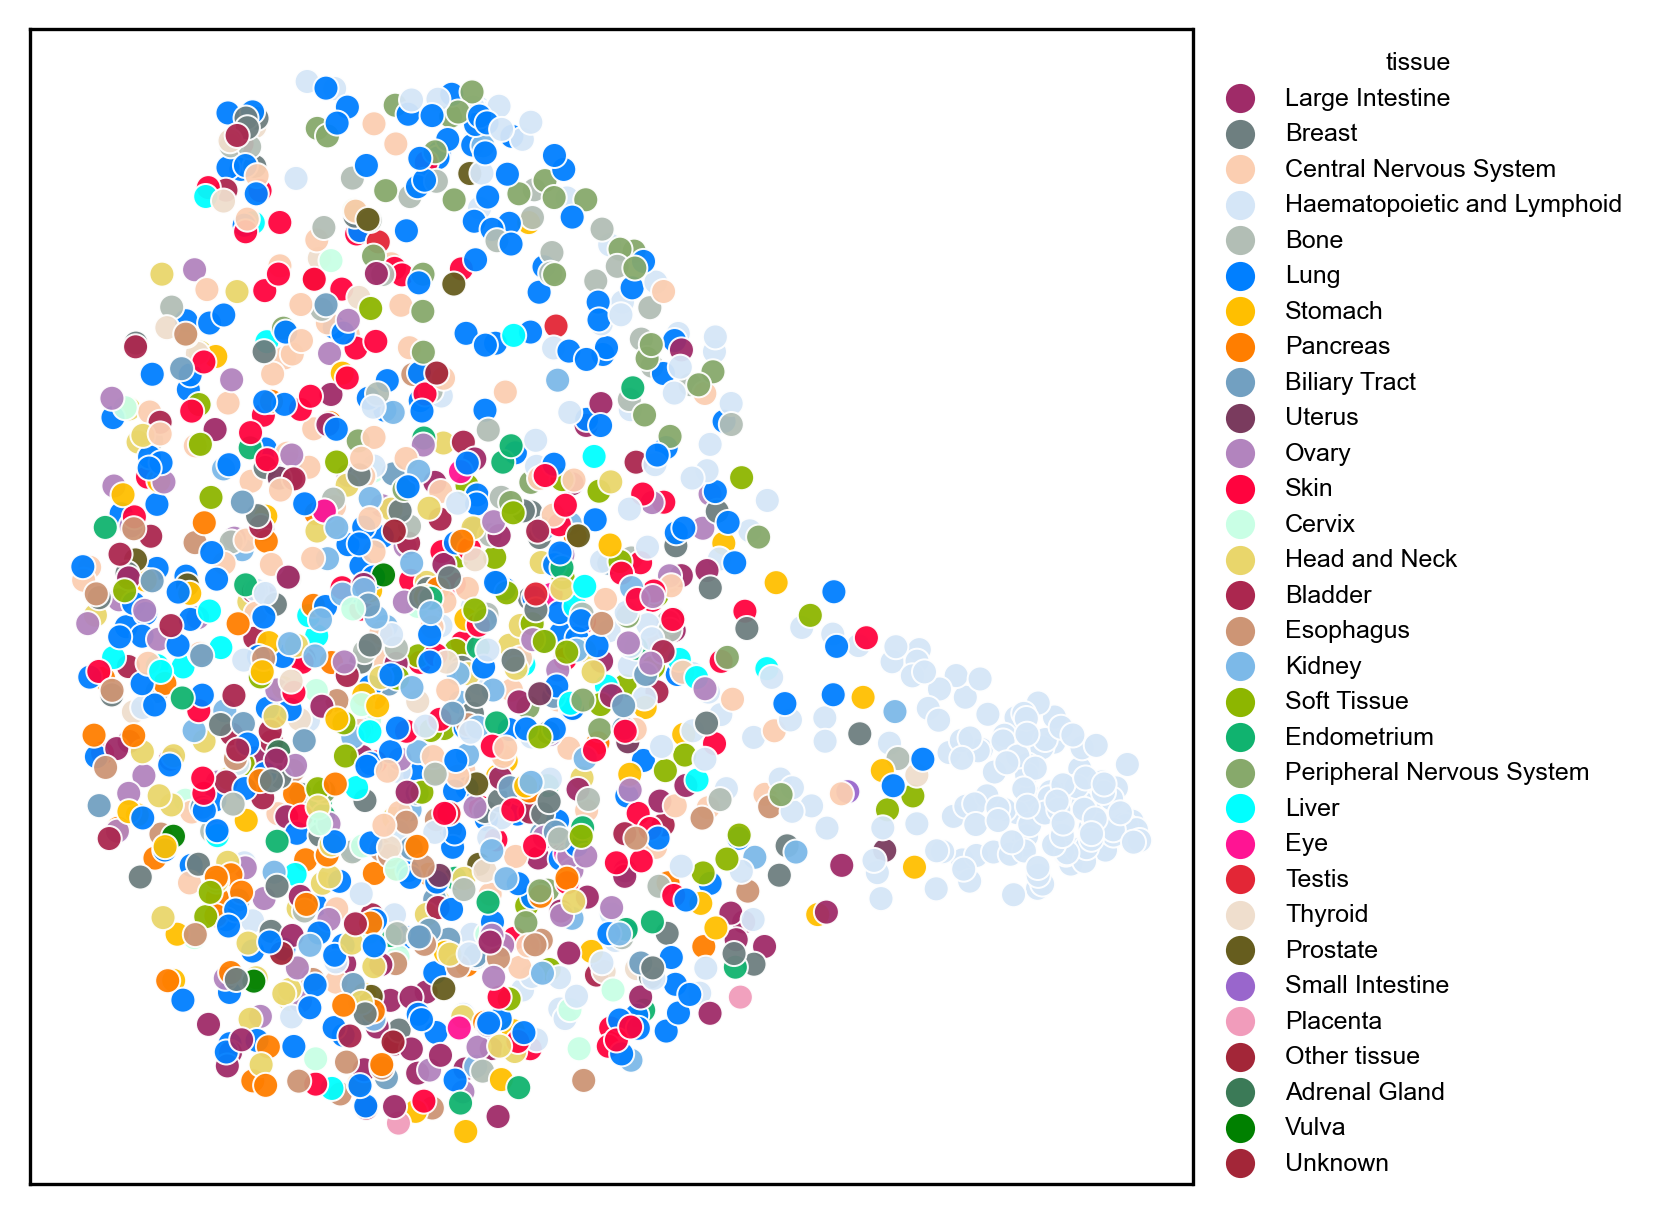 tissue
Large Intestine
Breast
Central Nervous System
Haematopoietic and Lymphoid
Bone
Lung
Stomach
Pancreas
Biliary Tract
Uterus
Ovary
Skin
Cervix
Head and Neck
Bladder
Esophagus
Kidney
Soft Tissue
Endometrium
Peripheral Nervous System
Liver
Eye
Testis
Thyroid
Prostate
Small Intestine
Placenta
Other tissue
Adrenal Gland
Vulva
Unknown